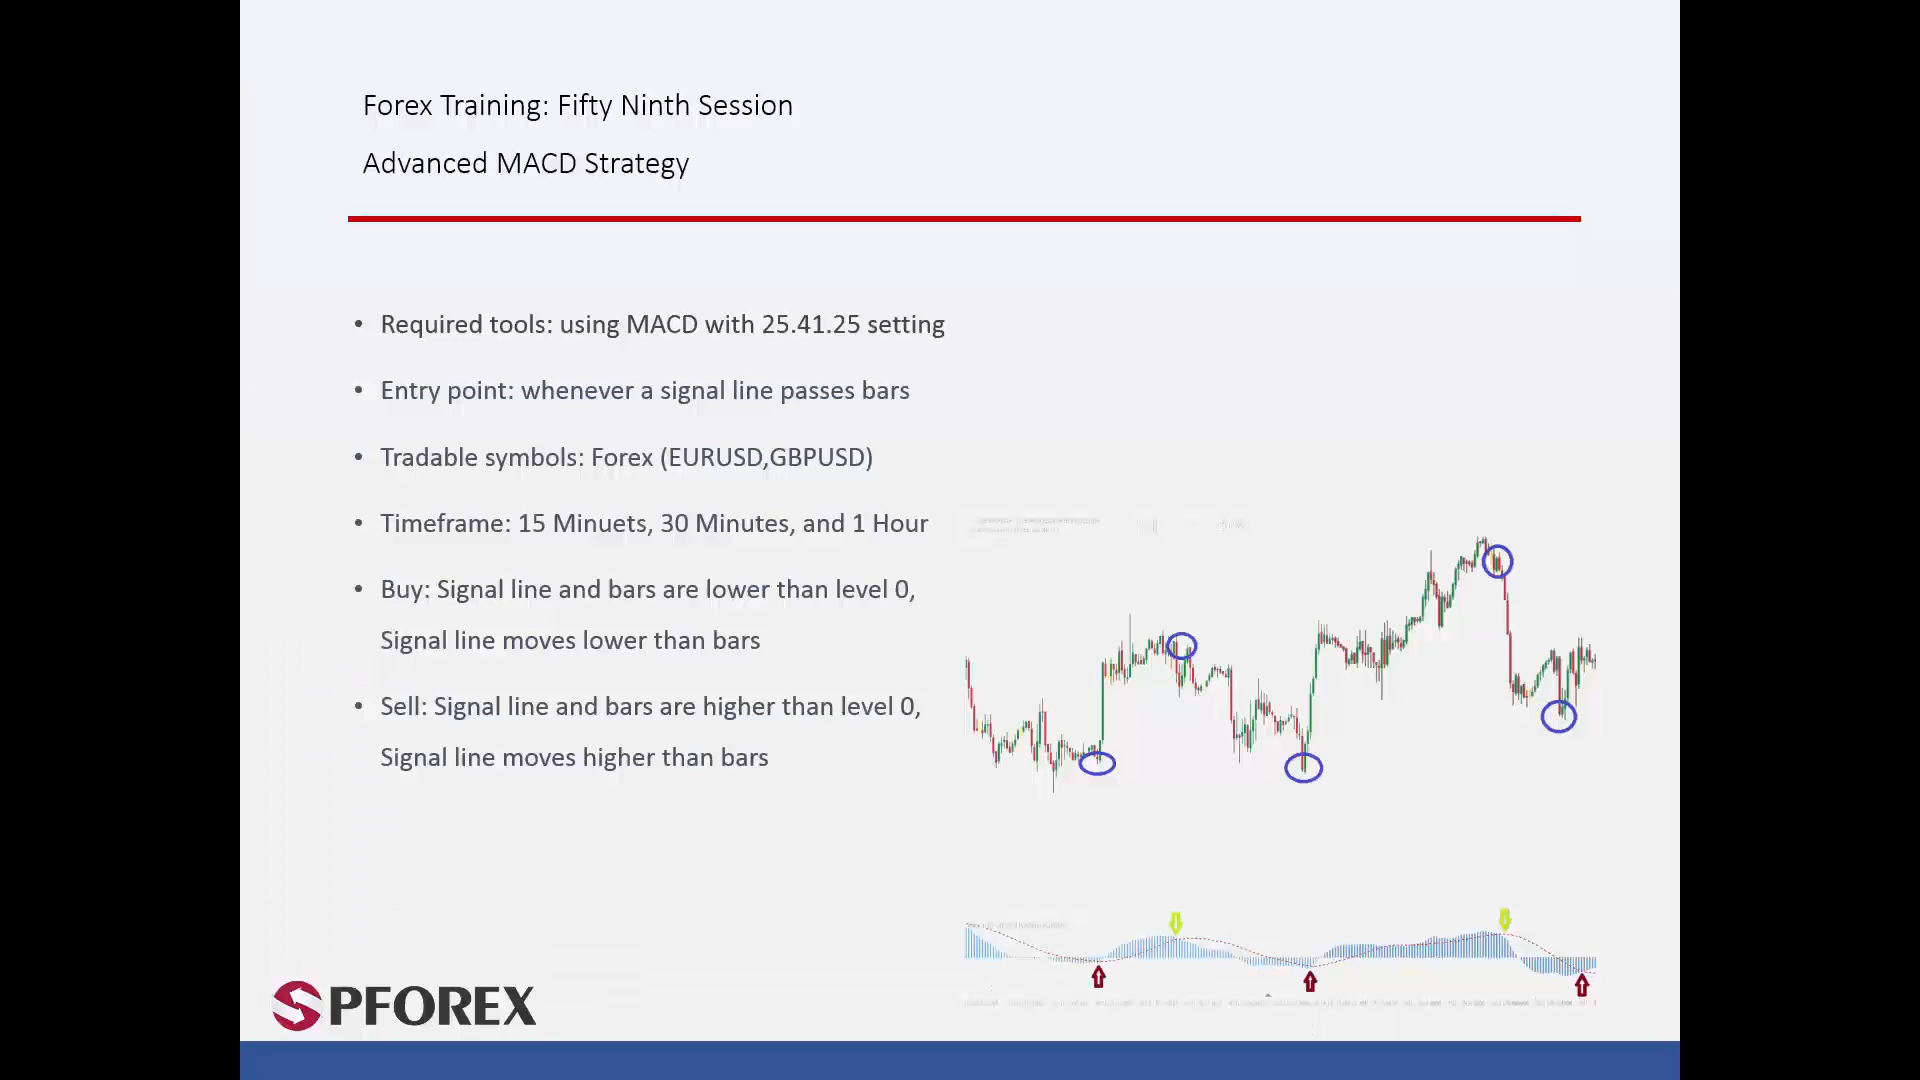 Forex Training: Fifty Ninth Session
Advanced MACD Strategy
• Required tools: using MACD with 25.41.25 setting
• Entry point: whenever a signal line passes bars
• Tradable symbols: Forex (EURUSD,GBPUSD)
• Timeframe: 15 Minuets, 30 Minutes, and 1 Hour
• Buy: Signal line and bars are lower than level 0,
Signal line moves lower than bars
• Sell: Signal line and bars are higher than level 0,
Signal line moves higher than bars
PFOREX